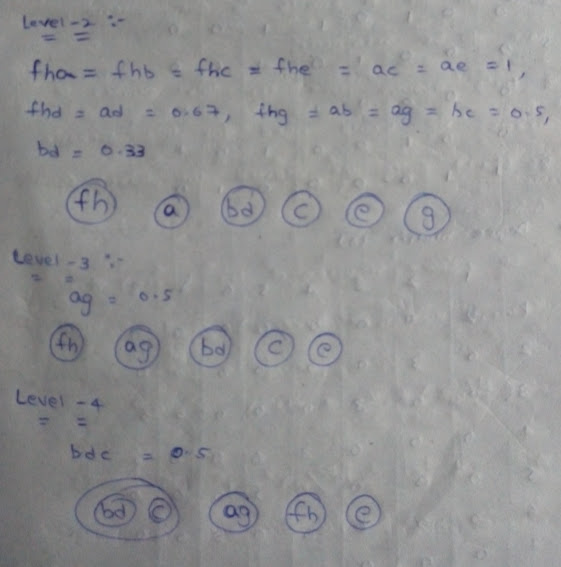 Level-2 :-
fha = fhb = fhc = fhe = ac = ae = 1,
fhd = ad = 0.67, fhg = ab = ag = bc = 0.5,
bd = 0.33
fh a bd c e g
Level-3 :-
ag = 0.5
fh ag bd c e
Level-4
bdc = 0.5
bd c ag fh e